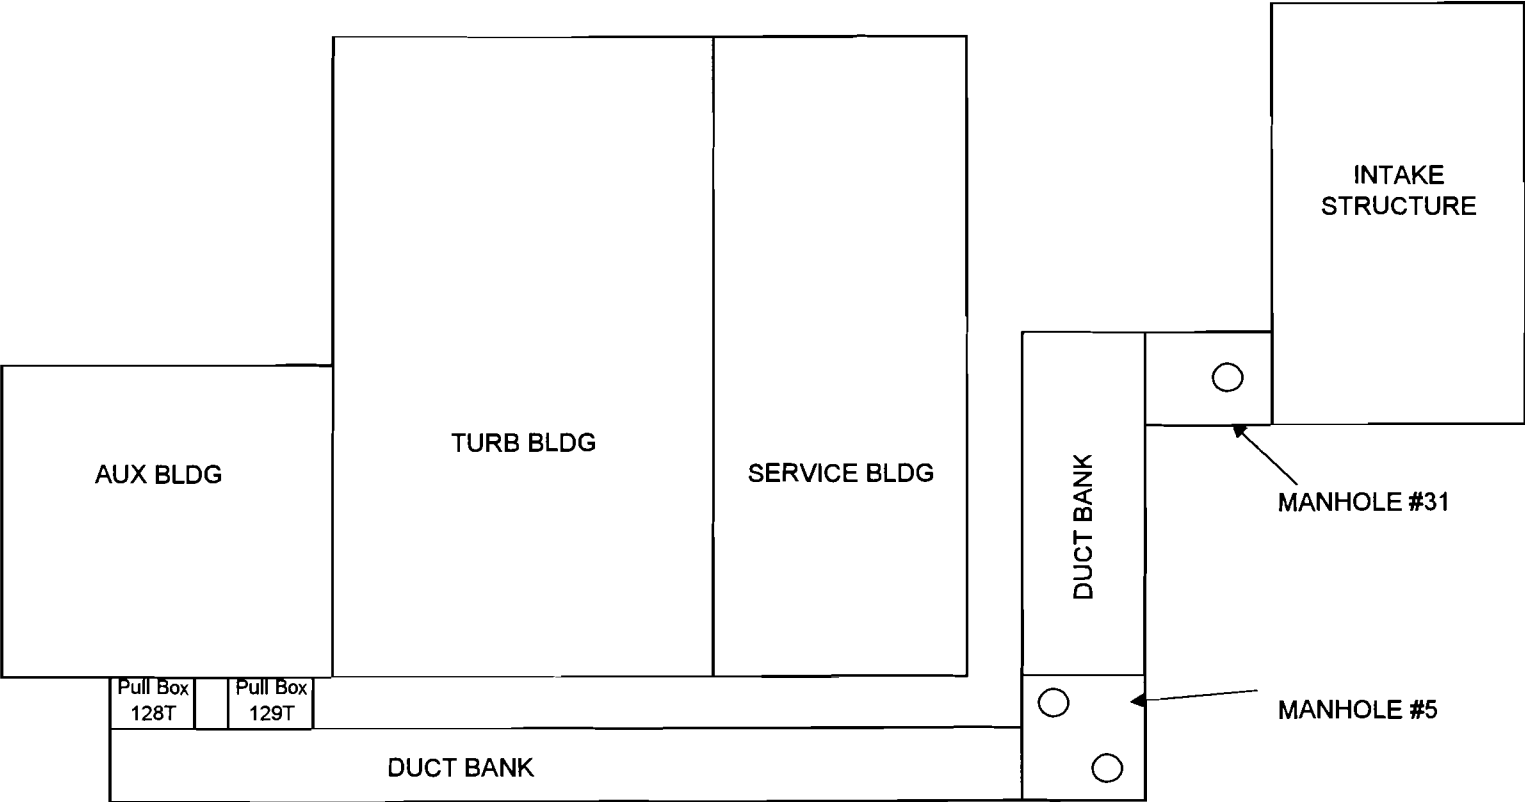 INTAKE
STRUCTURE
TURB BLDG
AUX BLDG
SERVICE BLDG
DUCT BANK
MANHOLE #31
Pull Box
128T
Pull Box
129T
MANHOLE #5
DUCT BANK